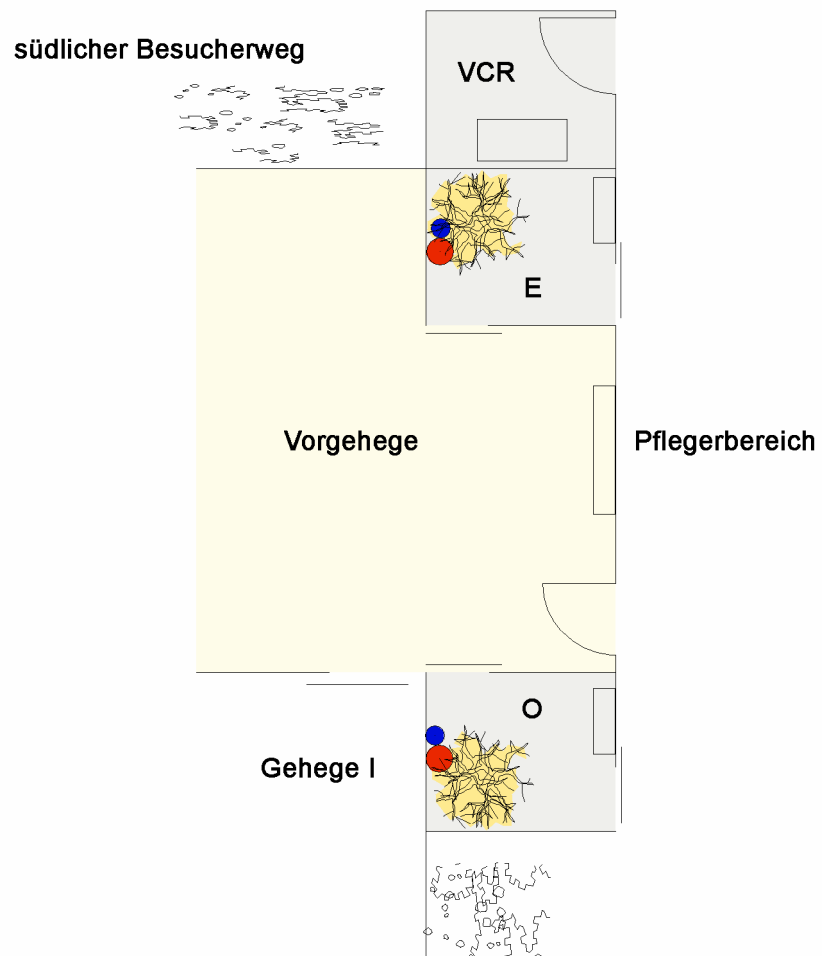 südlicher Besucherweg
VCR
E
Vorgehege
Pflegerbereich
O
Gehege I